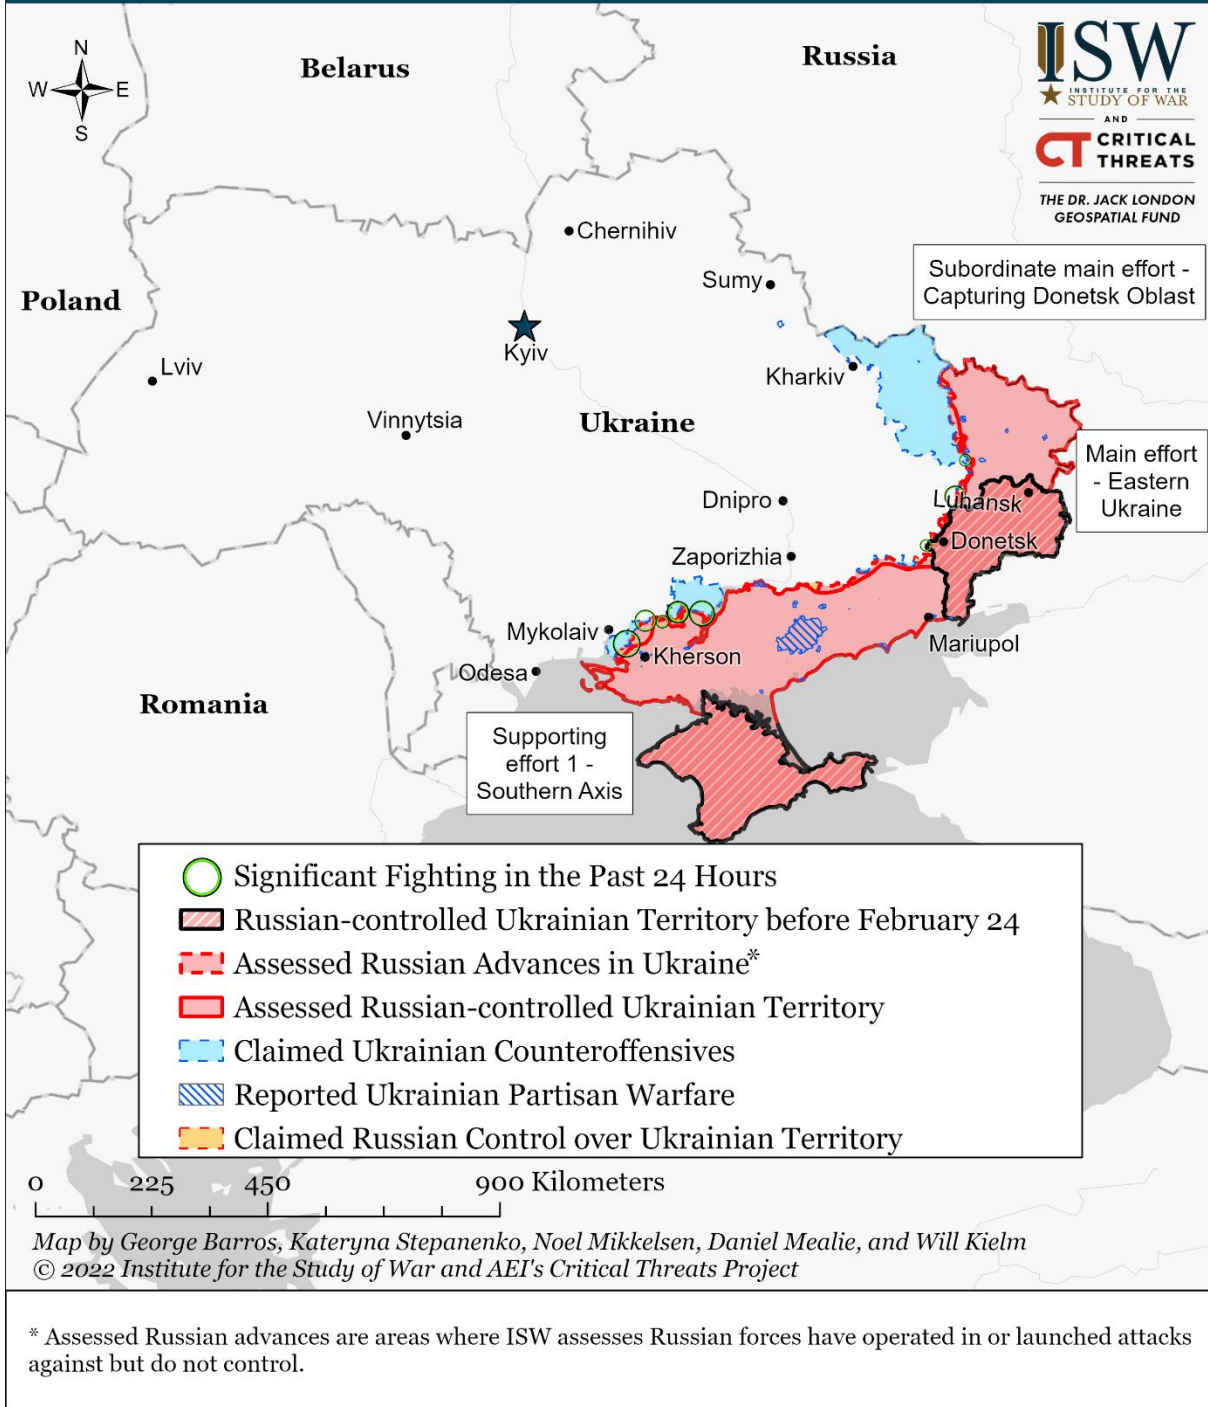 N
W
E
S
Belarus
Russia
ISW
INSTITUTE FOR THE
STUDY OF WAR
AND
CT CRITICAL
THREATS
THE DR. JACK LONDON
GEOSPATIAL FUND
Chernihiv
Sumy
Subordinate main effort -
Capturing Donetsk Oblast
Poland
Kyiv
Lviv
Kharkiv
Vinnytsia
Ukraine
Main effort
- Eastern
Ukraine
Dnipro
Luhansk
Donetsk
Zaporizhia
Mykolaiv
Mariupol
Kherson
Odesa
Romania
Supporting
effort 1 -
Southern Axis
Significant Fighting in the Past 24 Hours
Russian-controlled Ukrainian Territory before February 24
Assessed Russian Advances in Ukraine*
Assessed Russian-controlled Ukrainian Territory
Claimed Ukrainian Counteroffensives
Reported Ukrainian Partisan Warfare
Claimed Russian Control over Ukrainian Territory
0 225 450 900 Kilometers
Map by George Barros, Kateryna Stepanenko, Noel Mikkelsen, Daniel Mealie, and Will Kielm
© 2022 Institute for the Study of War and AEI's Critical Threats Project
* Assessed Russian advances are areas where ISW assesses Russian forces have operated in or launched attacks
against but do not control.